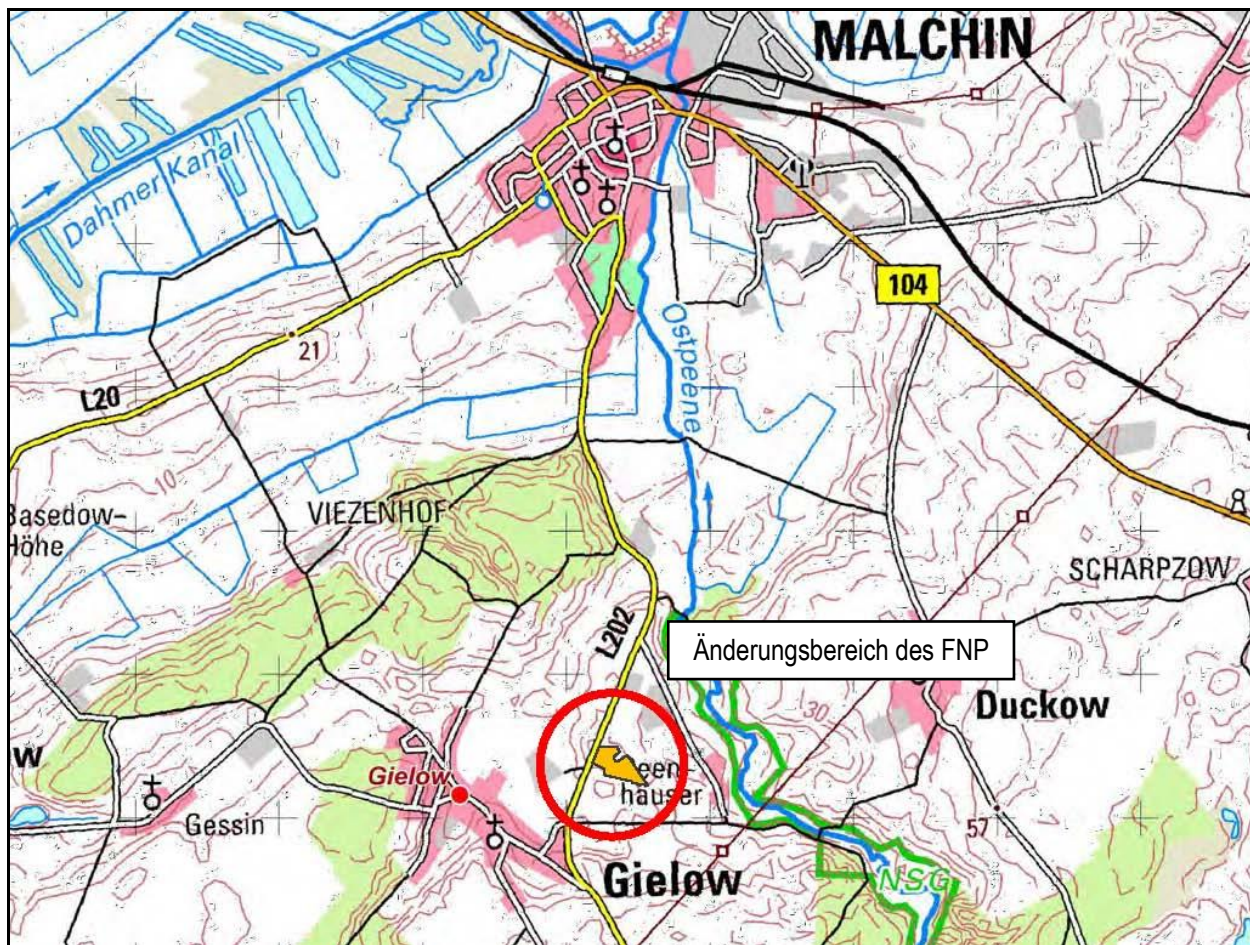 MALCHIN
Dahmer Kanal
104
Ostpeene
21
L20
10
VIEZENHOF
Basedow-
Höhe
SCHARPZOW
L202
Änderungsbereich des FNP
30
Duckow
w
Gielow
een-
häuser
Gessin
57
Gielow
NSG